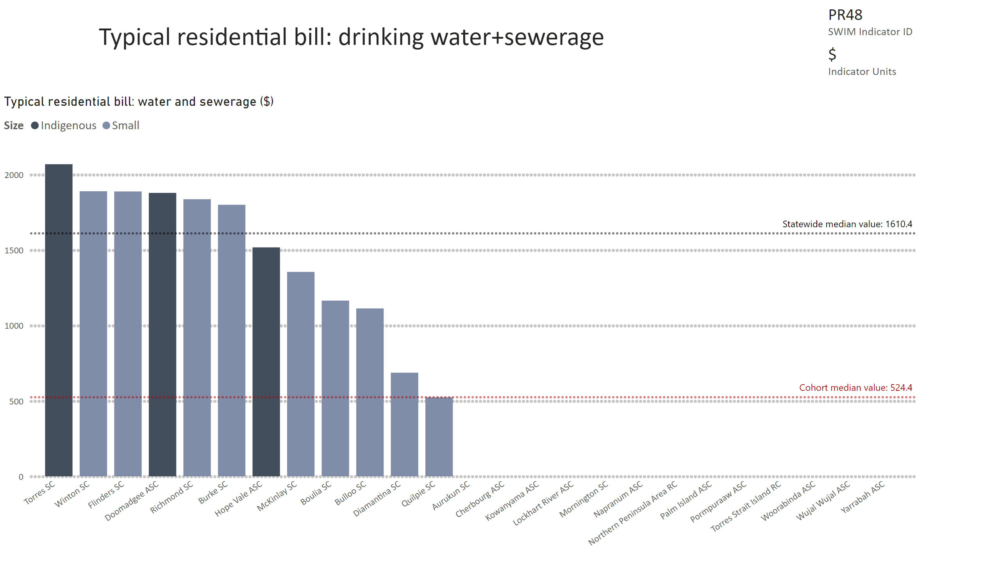 Typical residential bill: drinking water+sewerage
PR48
SWIM Indicator ID
$
Indicator Units
Typical residential bill: water and sewerage ($)
Size Indigenous Small
2000
Statewide median value: 1610.4
1500
1000
Cohort median value: 524.4
500
0
Torres SC
Winton SC
Flinders SC
Doomadgee ASC
Richmond SC
Burke SC
Hope Vale ASC
McKinlay SC
Boulia SC
Bulloo SC
Diamantina SC
Quilpie SC
Aurukun SC
Cherbourg ASC
Kowanyama ASC
Lockhart River ASC
Mornington SC
Napranum ASC
Northern Peninsula Area RC
Palm Island ASC
Pormpuraaw ASC
Torres Strait Island RC
Woorabinda ASC
Wujal Wujal ASC
Yarrabah ASC